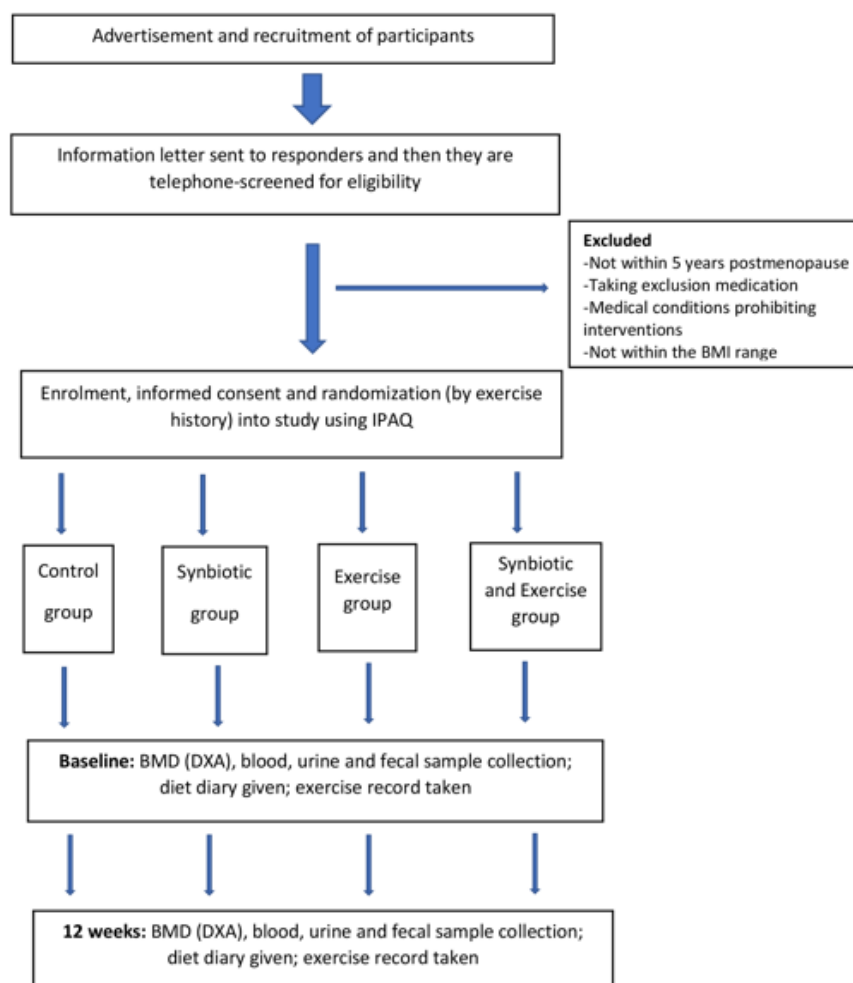 Advertisement and recruitment of participants
Information letter sent to responders and then they are
telephone-screened for eligibility
Excluded
-Not within 5 years postmenopause
-Taking exclusion medication
-Medical conditions prohibiting
interventions
-Not within the BMI range
Enrolment, informed consent and randomization (by exercise
history) into study using IPAQ
Control
group
Synbiotic
group
Exercise
group
Synbiotic
and Exercise
group
Baseline: BMD (DXA), blood, urine and fecal sample collection;
diet diary given; exercise record taken
12 weeks: BMD (DXA), blood, urine and fecal sample collection;
diet diary given; exercise record taken